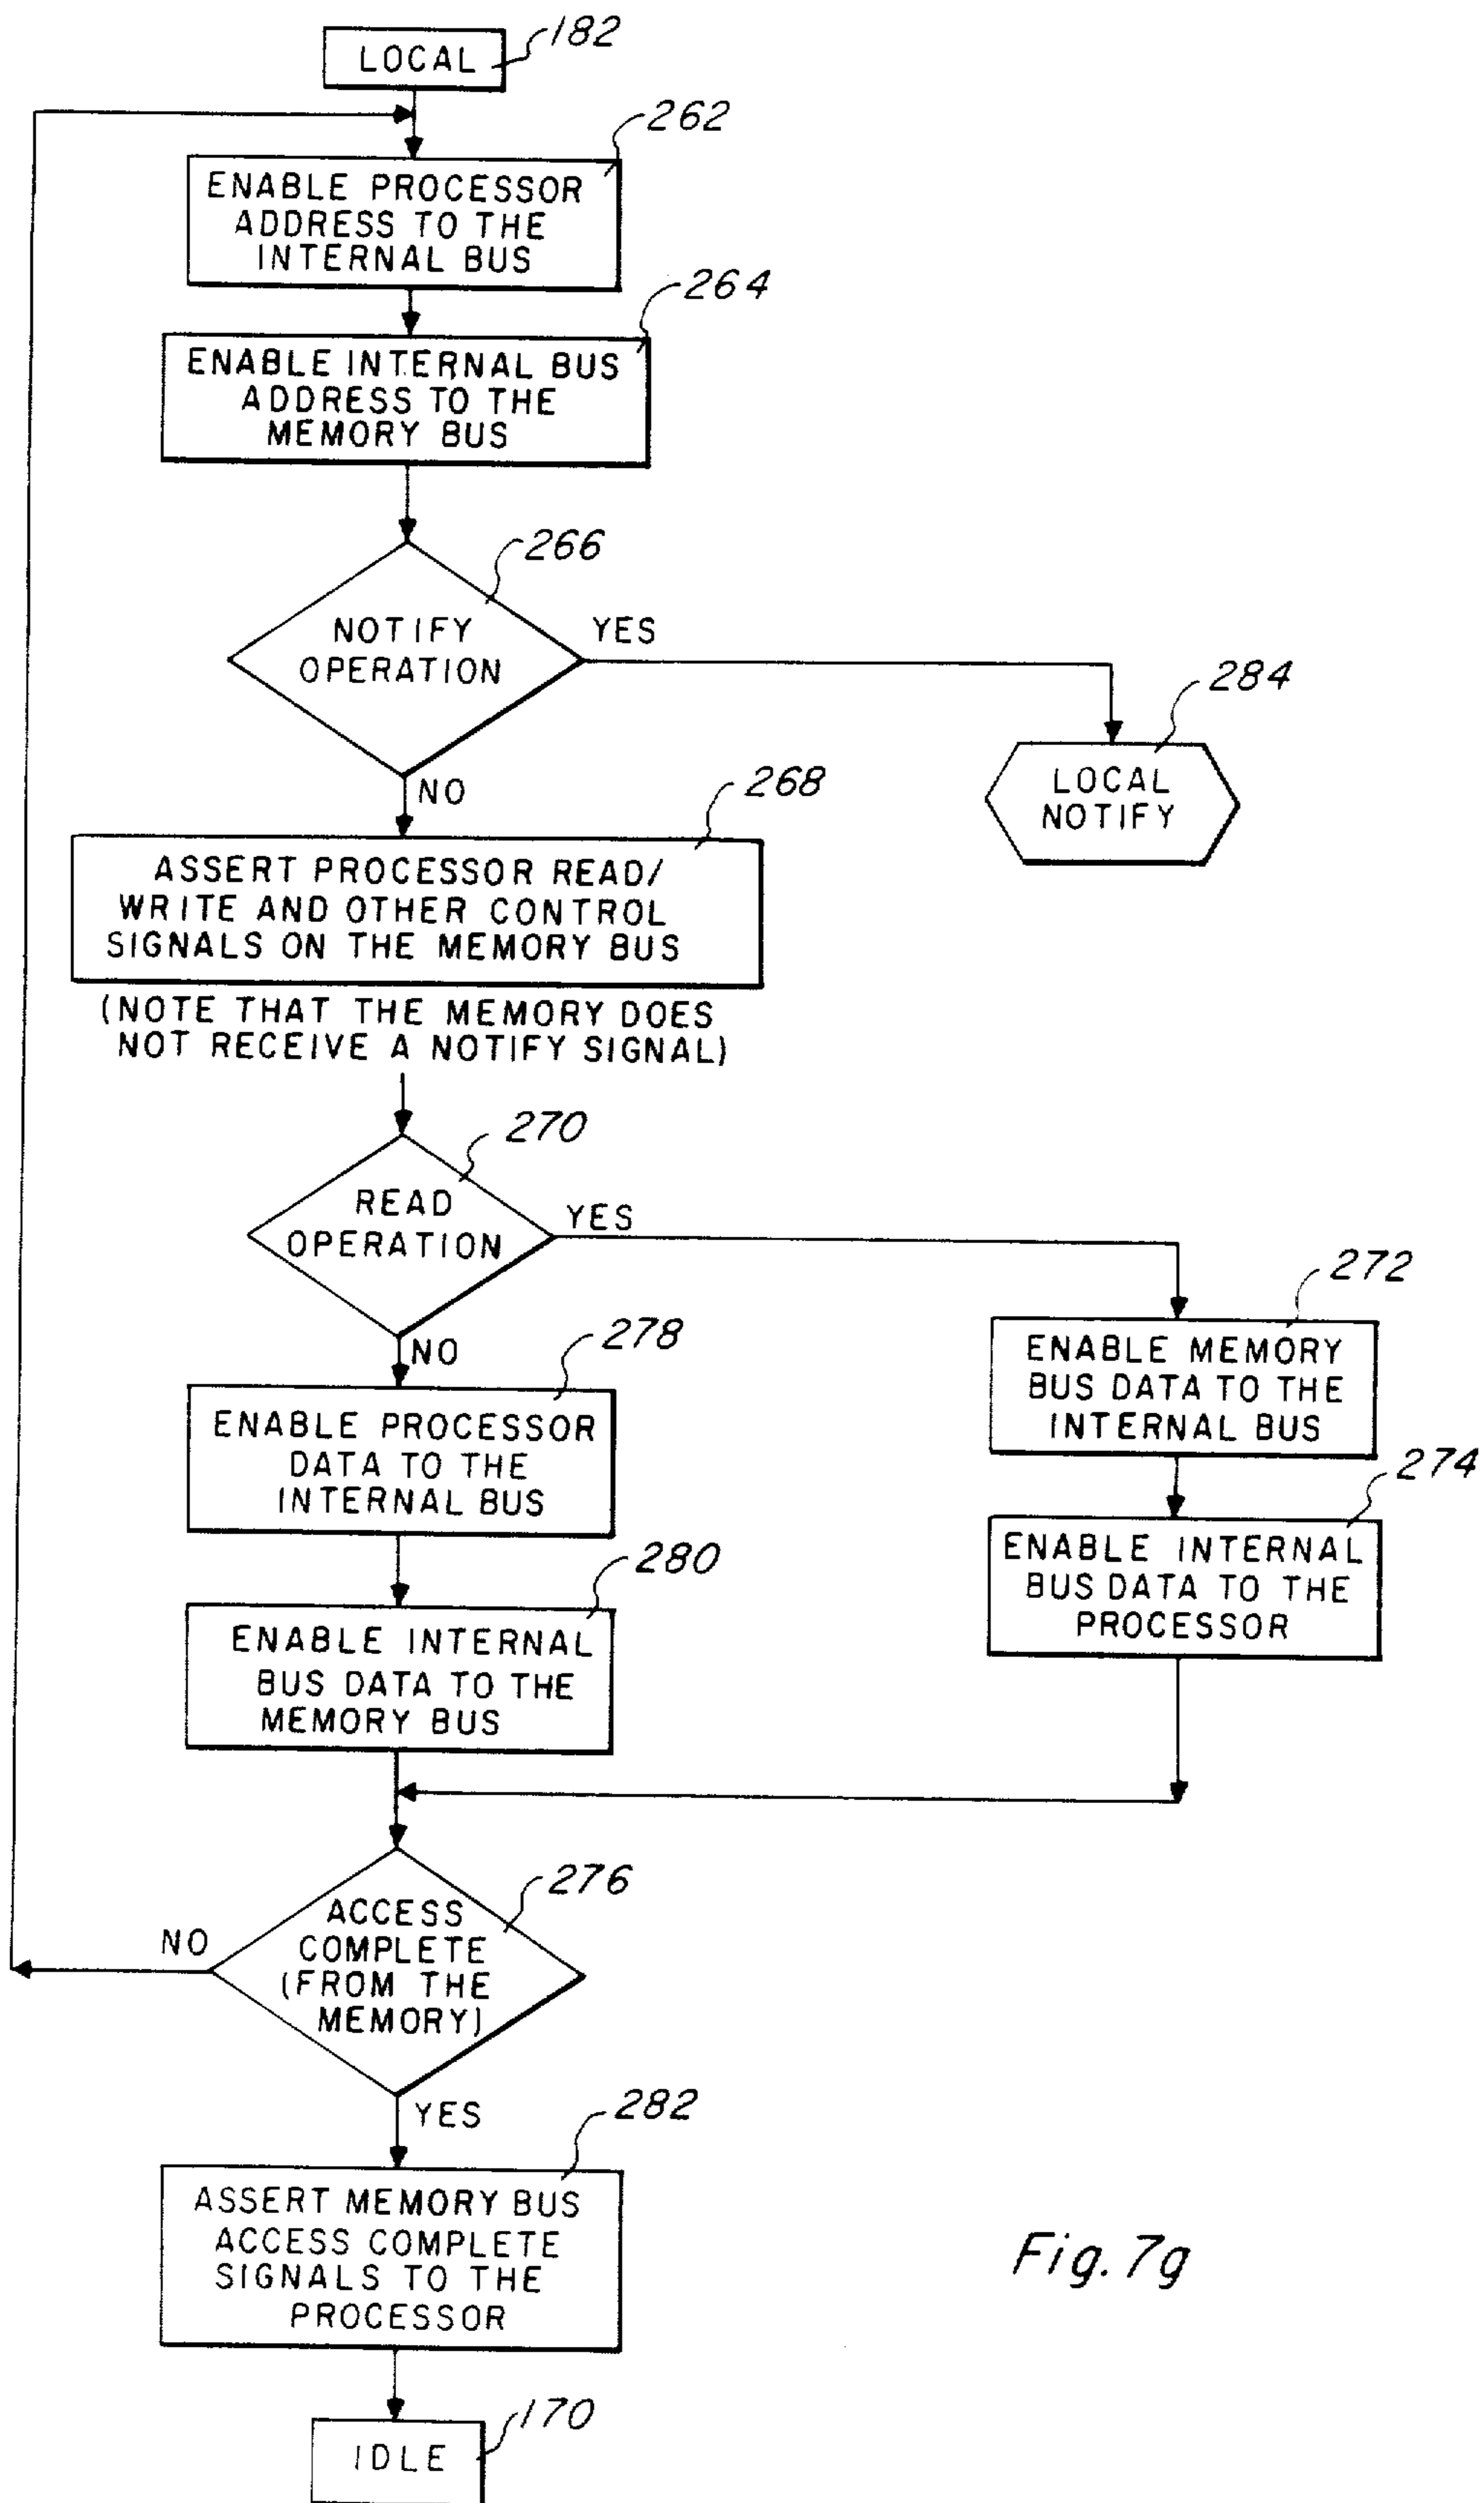 LOCAL
182
262
ENABLE PROCESSOR
ADDRESS TO THE
INTERNAL BUS
264
ENABLE INTERNAL BUS
ADDRESS TO THE
MEMORY BUS
266
NOTIFY
OPERATION
YES
284
LOCAL
NOTIFY
NO
268
ASSERT PROCESSOR READ/
WRITE AND OTHER CONTROL
SIGNALS ON THE MEMORY BUS
(NOTE THAT THE MEMORY DOES
NOT RECEIVE A NOTIFY SIGNAL)
270
READ
OPERATION
YES
272
ENABLE MEMORY
BUS DATA TO THE
INTERNAL BUS
274
ENABLE INTERNAL
BUS DATA TO THE
PROCESSOR
NO
278
ENABLE PROCESSOR
DATA TO THE
INTERNAL BUS
280
ENABLE INTERNAL
BUS DATA TO THE
MEMORY BUS
276
ACCESS
COMPLETE
(FROM THE
MEMORY)
NO
YES
282
ASSERT MEMORY BUS
ACCESS COMPLETE
SIGNALS TO THE
PROCESSOR
170
IDLE
Fig. 7g